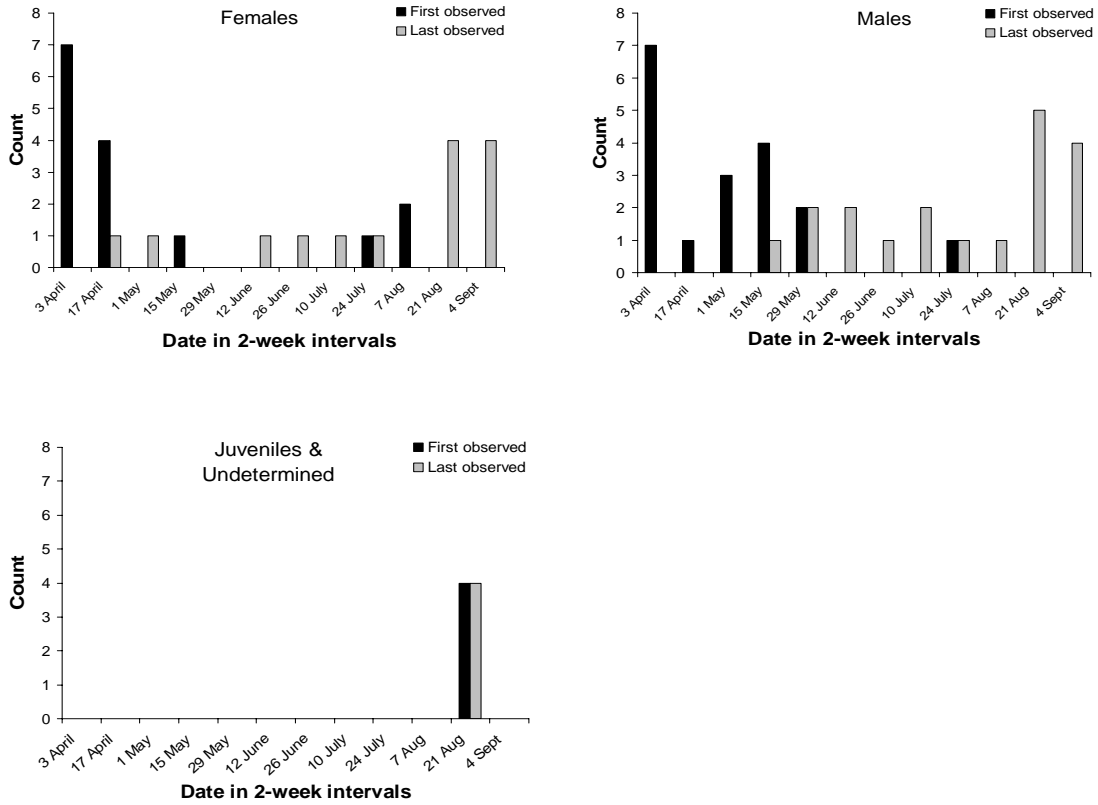 Females
First observed
Last observed
8
7
6
5
4
3
2
1
0
Count
3 April
17 April
1 May
15 May
29 May
12 June
26 June
10 July
24 July
7 Aug
21 Aug
4 Sept
Date in 2-week intervals
Males
First observed
Last observed
8
7
6
5
4
3
2
1
0
Count
3 April
17 April
1 May
15 May
29 May
12 June
26 June
10 July
24 July
7 Aug
21 Aug
4 Sept
Date in 2-week intervals
Juveniles &
Undetermined
First observed
Last observed
8
7
6
5
4
3
2
1
0
Count
3 April
17 April
1 May
15 May
29 May
12 June
26 June
10 July
24 July
7 Aug
21 Aug
4 Sept
Date in 2-week intervals